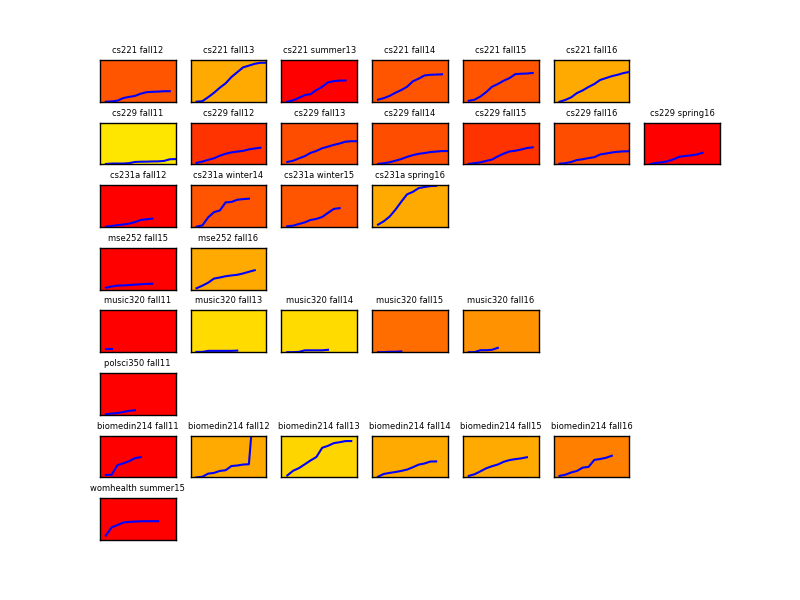 cs221 fall12 cs221 fall13 cs221 summer13 cs221 fall14 cs221 fall15 cs221 fall16
cs229 fall11 cs229 fall12 cs229 fall13 cs229 fall14 cs229 fall15 cs229 fall16 cs229 spring16
cs231a fall12 cs231a winter14 cs231a winter15 cs231a spring16
mse252 fall15 mse252 fall16
music320 fall11 music320 fall13 music320 fall14 music320 fall15 music320 fall16
polsci350 fall11
biomedin214 fall11 biomedin214 fall12 biomedin214 fall13 biomedin214 fall14 biomedin214 fall15 biomedin214 fall16
womhealth summer15